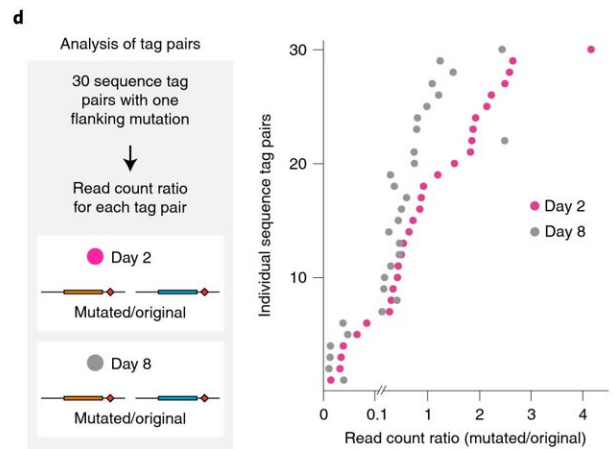 d
Analysis of tag pairs
30 sequence tag
pairs with one
flanking mutation
Read count ratio
for each tag pair
Day 2
Mutated/original
Day 8
Mutated/original
Individual sequence tag pairs
30
20
10
0
0.1
1
2
3
4
Read count ratio (mutated/original)
Day 2
Day 8